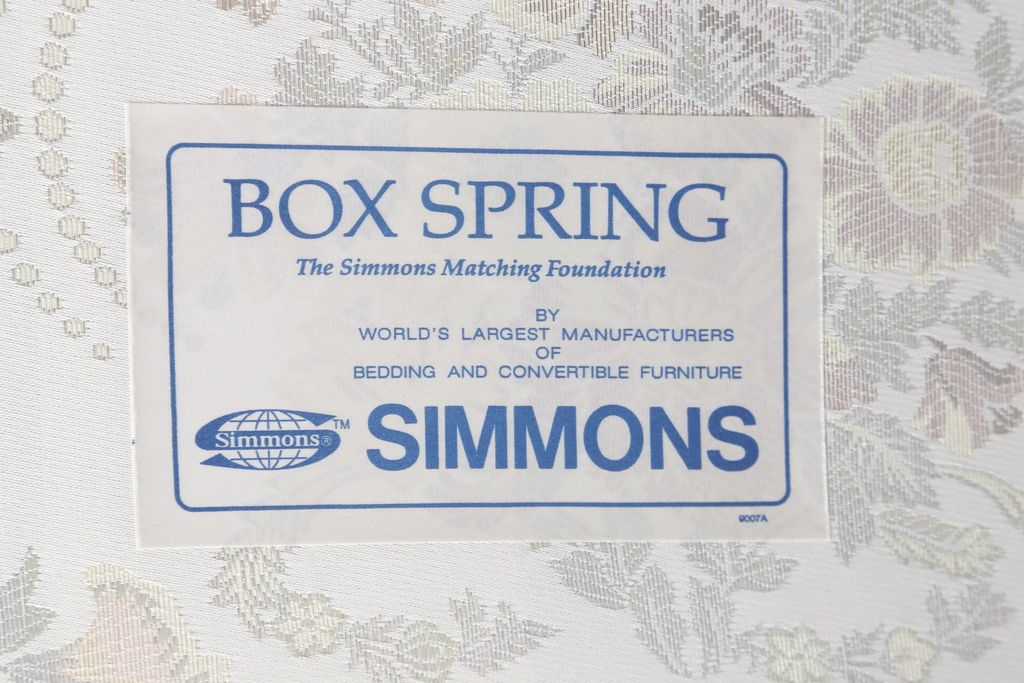 BOX SPRING
The Simmons Matching Foundation
BY
WORLD'S LARGEST MANUFACTURERS
OF
BEDDING AND CONVERTIBLE FURNITURE
Simmons® TM
SIMMONS
9007A